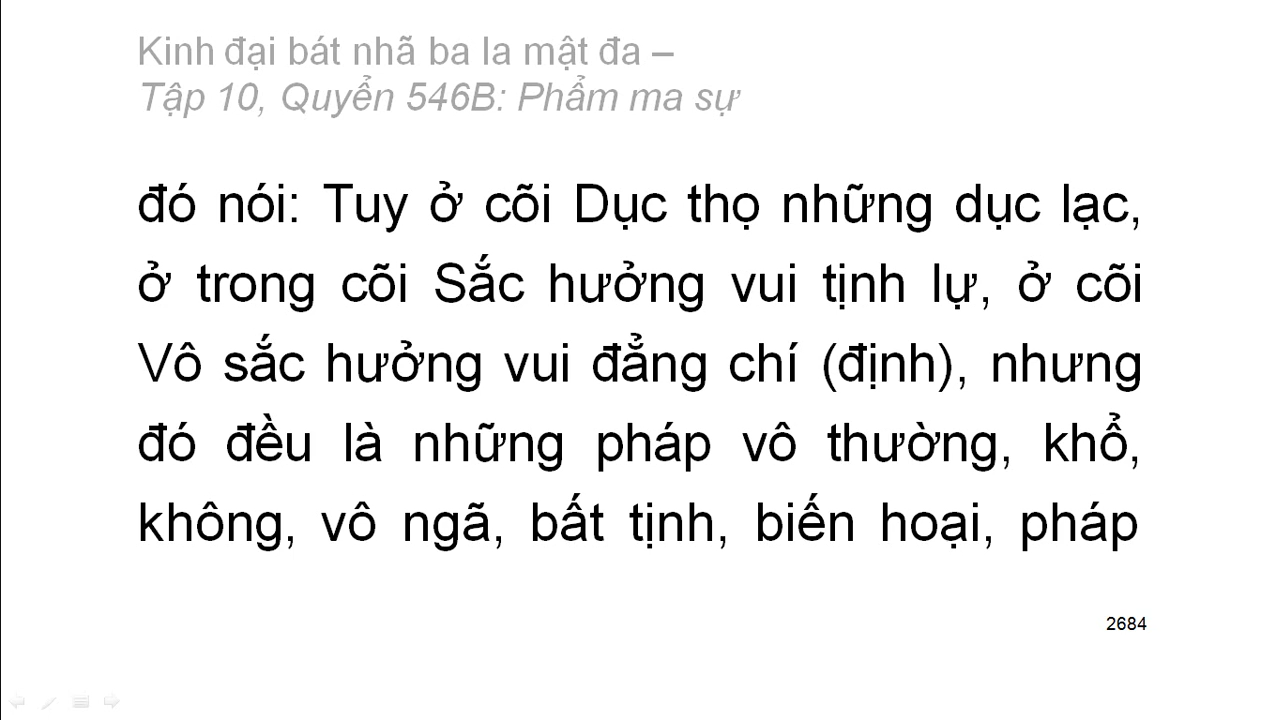 Kinh đại bát nhã ba la mật đa –
Tập 10, Quyển 546B: Phẩm ma sự
đó nói: Tuy ở cõi Dục thọ những dục lạc,
ở trong cõi Sắc hưởng vui tịnh lự, ở cõi
Vô sắc hưởng vui đẳng chí (định), nhưng
đó đều là những pháp vô thường, khổ,
không, vô ngã, bất tịnh, biến hoại, pháp
2684